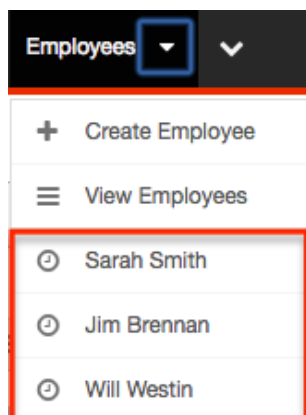 Employees
Create Employee
View Employees
Sarah Smith
Jim Brennan
Will Westin